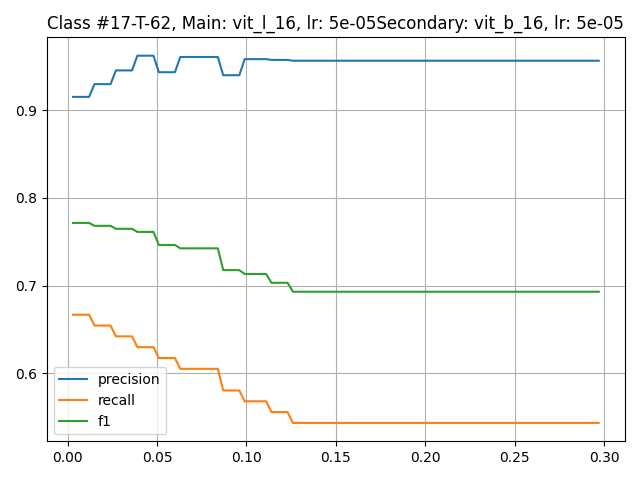 Class #17-T-62, Main: vit_l_16, lr: 5e-05Secondary: vit_b_16, lr: 5e-05
0.9
0.8
0.7
0.6
precision
recall
f1
0.00 0.05 0.10 0.15 0.20 0.25 0.30